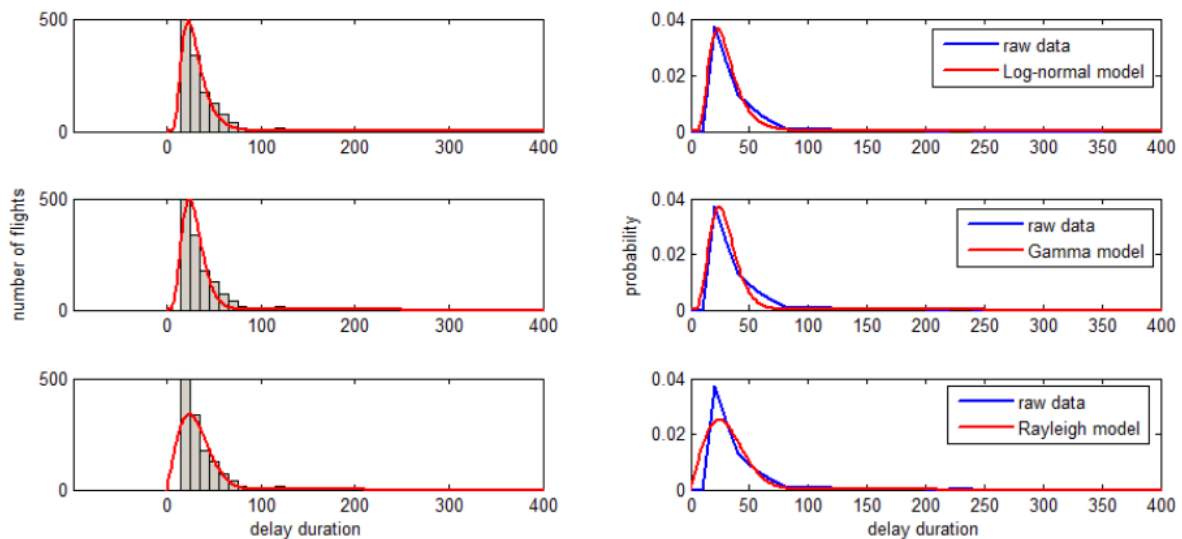 500
0
0 100 200 300 400
0.04
0.02
0
0 50 100 150 200 250 300 350 400
raw data
Log-normal model
number of flights
500
0
0 100 200 300 400
probability
0.04
0.02
0
0 50 100 150 200 250 300 350 400
raw data
Gamma model
500
0
0 100 200 300 400
delay duration
0.04
0.02
0
0 50 100 150 200 250 300 350 400
delay duration
raw data
Rayleigh model